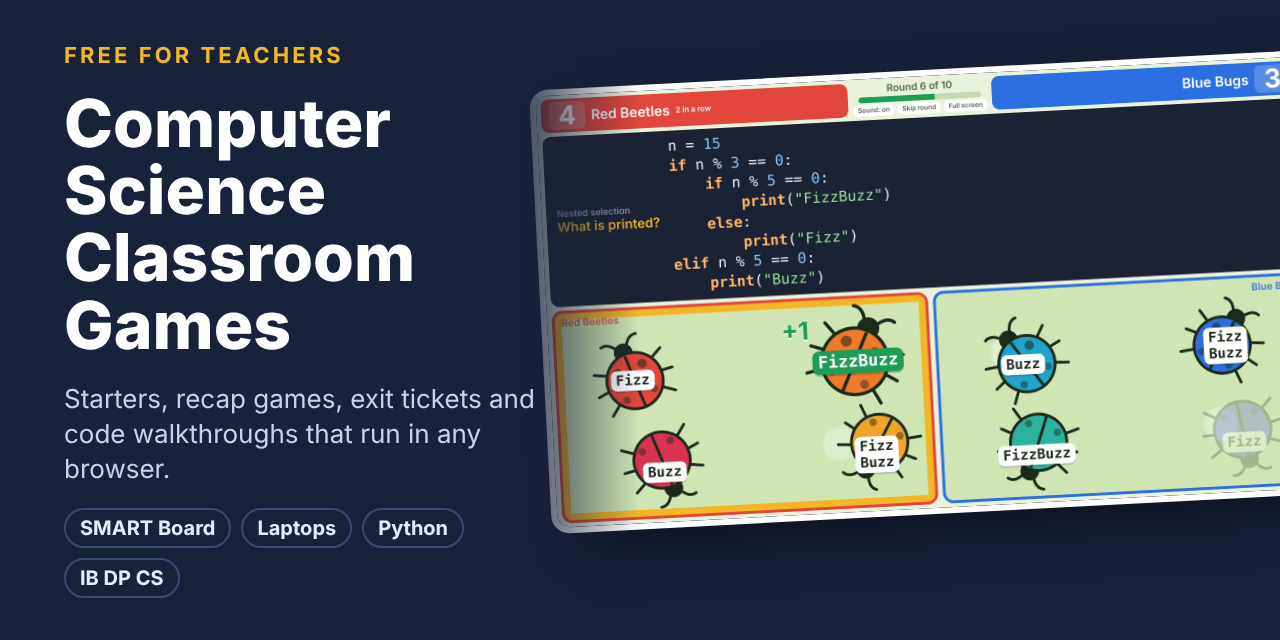 FREE FOR TEACHERS
Computer
Science
Classroom
Games
Starters, recap games, exit tickets and
code walkthroughs that run in any
browser.
SMART Board
Laptops
Python
IB DP CS
4
Red Beetles
2 in a row
Round 6 of 10
Sound: on
Skip round
Full screen
Blue Bugs
3
Nested selection
What is printed?
n = 15
if n % 3 == 0:
if n % 5 == 0:
print("FizzBuzz")
else:
print("Fizz")
elif n % 5 == 0:
print("Buzz")
Red Beetles
+1
Fizz
FizzBuzz
Buzz
Fizz
Buzz
Blue B
Buzz
Fizz
Buzz
FizzBuzz
Fizz